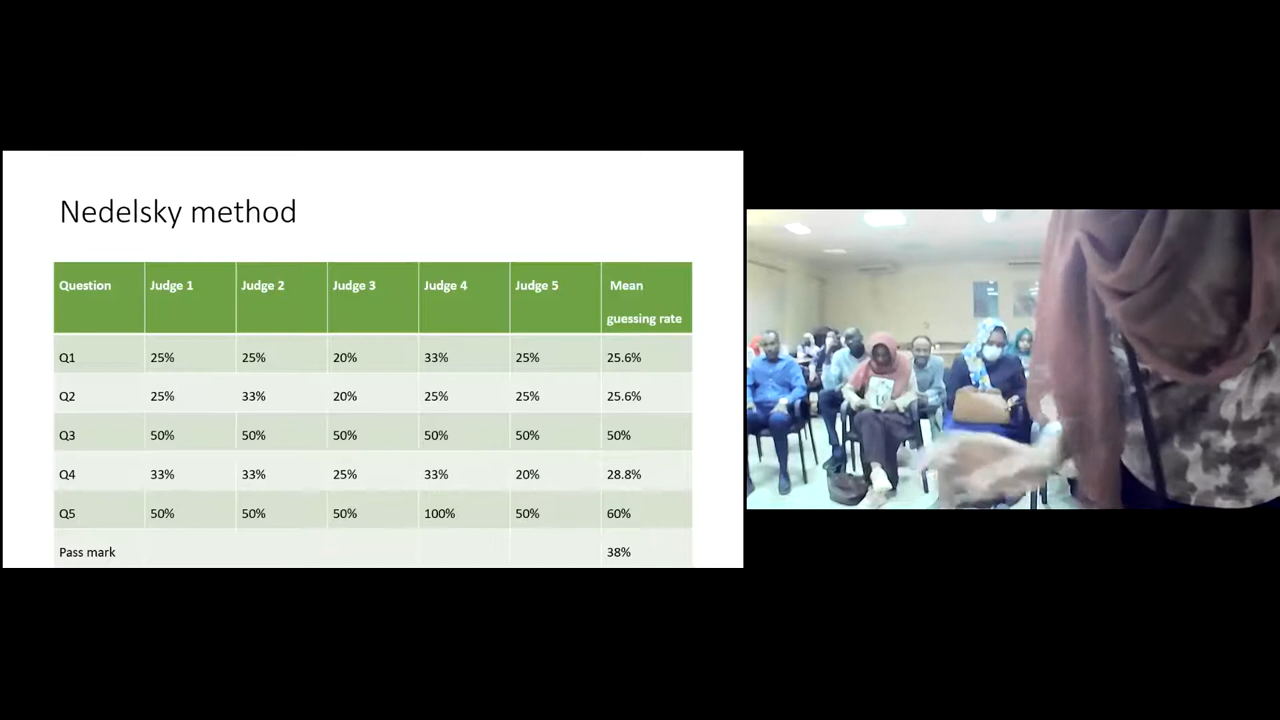 Nedelsky method
Question Judge 1 Judge 2 Judge 3 Judge 4 Judge 5 Mean
guessing rate
Q1 25% 25% 20% 33% 25% 25.6%
Q2 25% 33% 20% 25% 25% 25.6%
Q3 50% 50% 50% 50% 50% 50%
Q4 33% 33% 25% 33% 20% 28.8%
Q5 50% 50% 50% 100% 50% 60%
Pass mark 38%